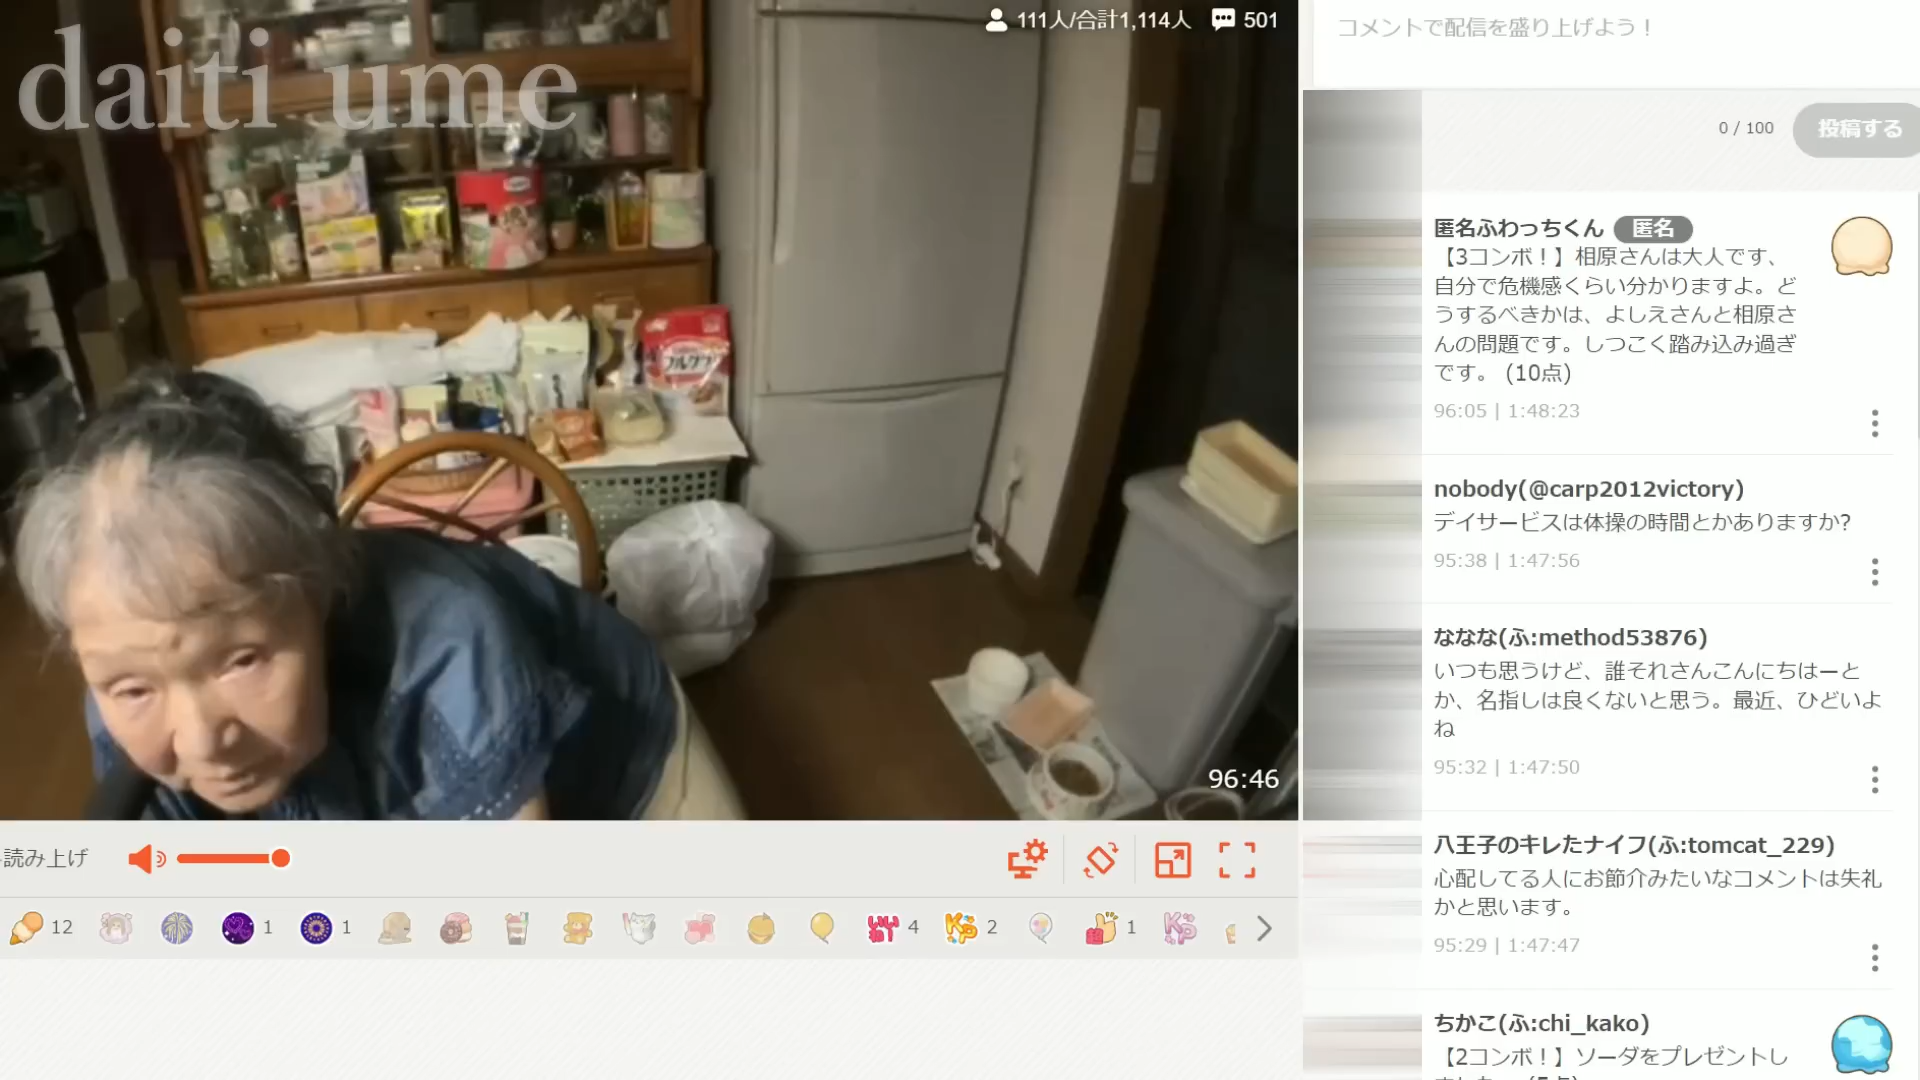 daiti ume
111人/合計1,114人 501
フルグラ
96:46
読み上げ
12 1 1 4 2 1
コメントで配信を盛り上げよう！
0 / 100 投稿する
匿名ふわっちくん 匿名
【3コンボ！】相原さんは大人です、
自分で危機感くらい分かりますよ。ど
うするべきかは、よしえさんと相原さ
んの問題です。しつこく踏み込み過ぎ
です。 (10点)
96:05 | 1:48:23
nobody(@carp2012victory)
デイサービスは体操の時間とかありますか?
95:38 | 1:47:56
ななな(ふ:method53876)
いつも思うけど、誰それさんこんにちはーと
か、名指しは良くないと思う。最近、ひどいよ
ね
95:32 | 1:47:50
八王子のキレたナイフ(ふ:tomcat_229)
心配してる人にお節介みたいなコメントは失礼
かと思います。
95:29 | 1:47:47
ちかこ(ふ:chi_kako)
【2コンボ！】ソーダをプレゼントし